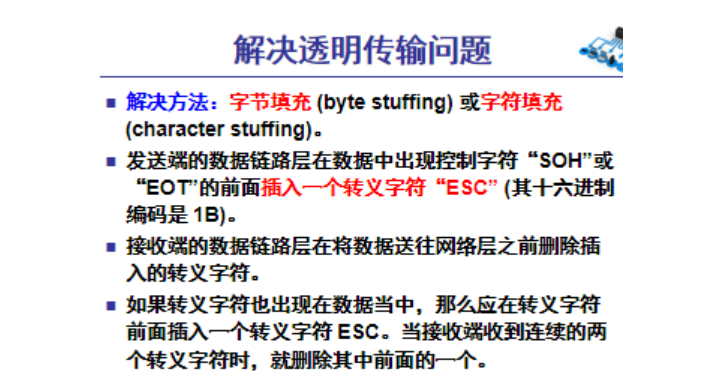 解决透明传输问题
■ 解决方法：字节填充 (byte stuffing) 或字符填充
(character stuffing)。
■ 发送端的数据链路层在数据中出现控制字符“SOH”或
“EOT”的前面插入一个转义字符“ESC” (其十六进制
编码是 1B)。
■ 接收端的数据链路层在将数据送往网络层之前删除插
入的转义字符。
■ 如果转义字符也出现在数据当中，那么应在转义字符
前面插入一个转义字符 ESC。当接收端收到连续的两
个转义字符时，就删除其中前面的一个。